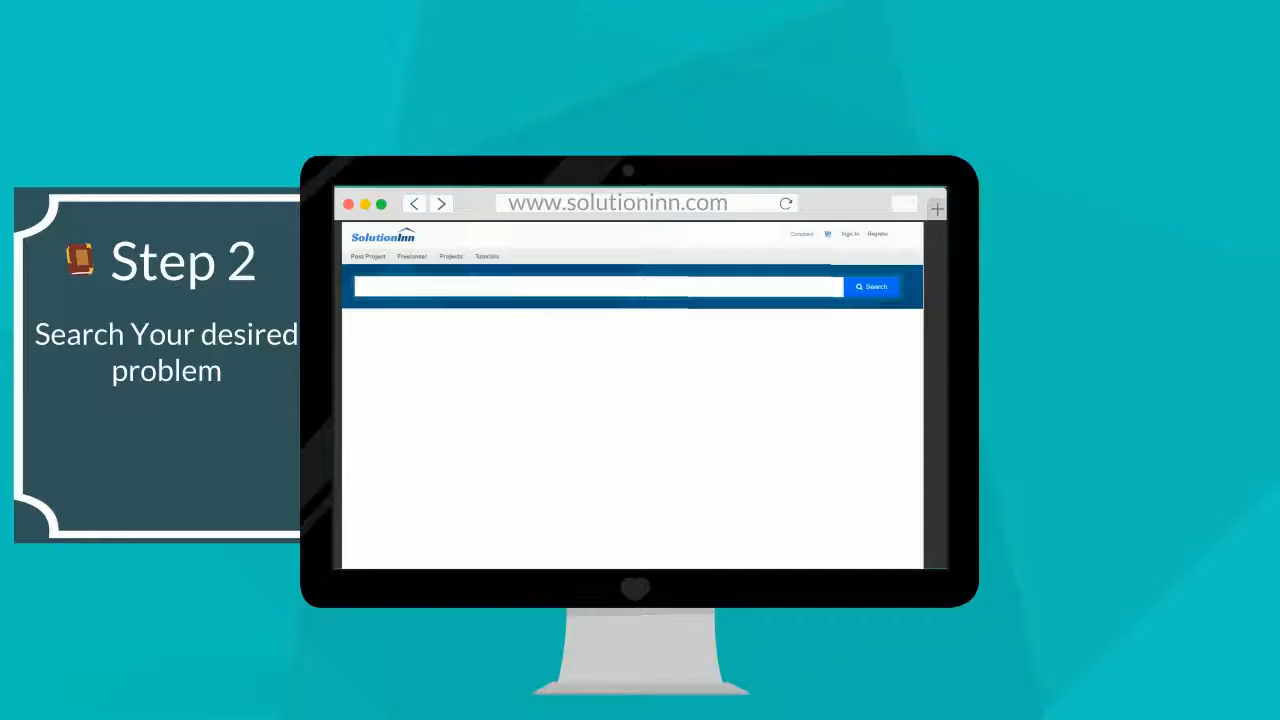 Step 2
Search Your desired
problem
www.solutioninn.com
SolutionInn
Complaint Sign In Register
Post Project Freelancer Projects Tutorials
Search